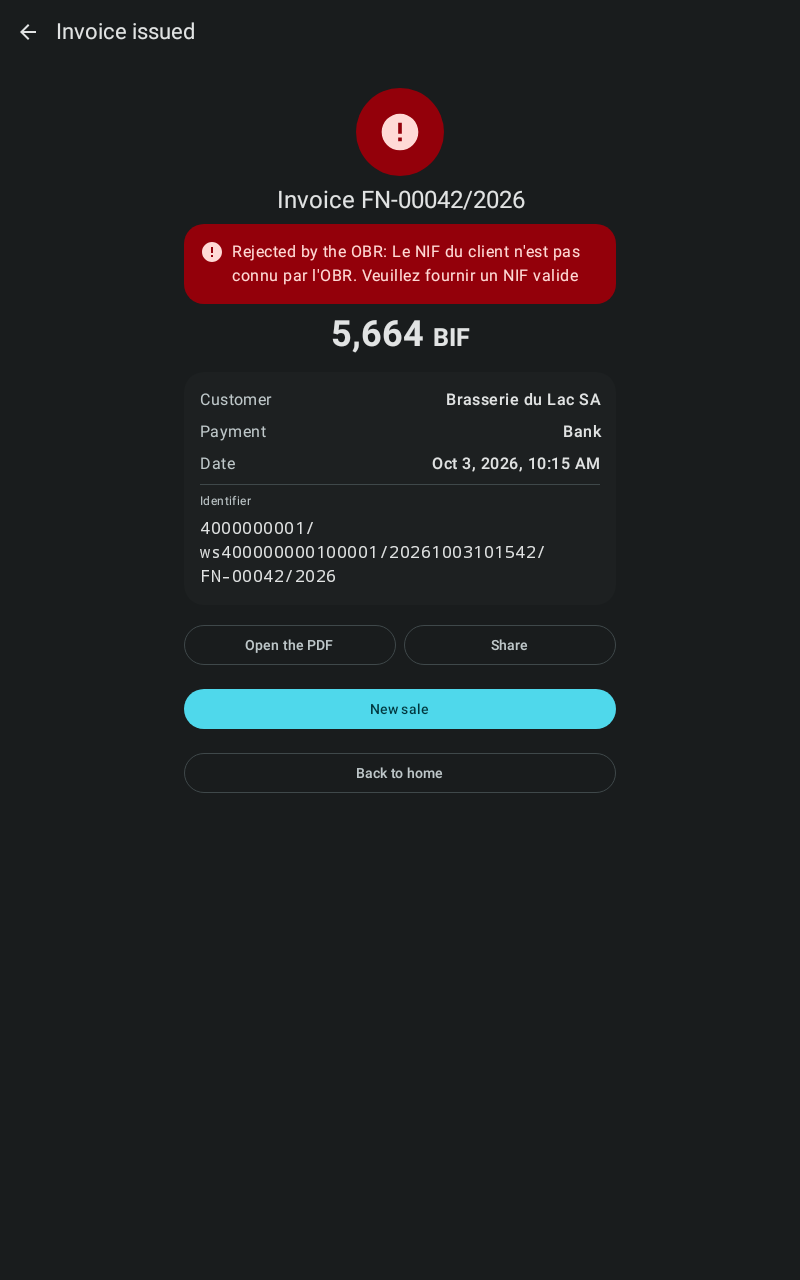 Invoice issued
Invoice FN-00042/2026
Rejected by the OBR: Le NIF du client n'est pas
connu par l'OBR. Veuillez fournir un NIF valide
5,664 BIF
Customer Brasserie du Lac SA
Payment Bank
Date Oct 3, 2026, 10:15 AM
Identifier
4000000001/
ws400000000100001/20261003101542/
FN-00042/2026
Open the PDF Share
New sale
Back to home